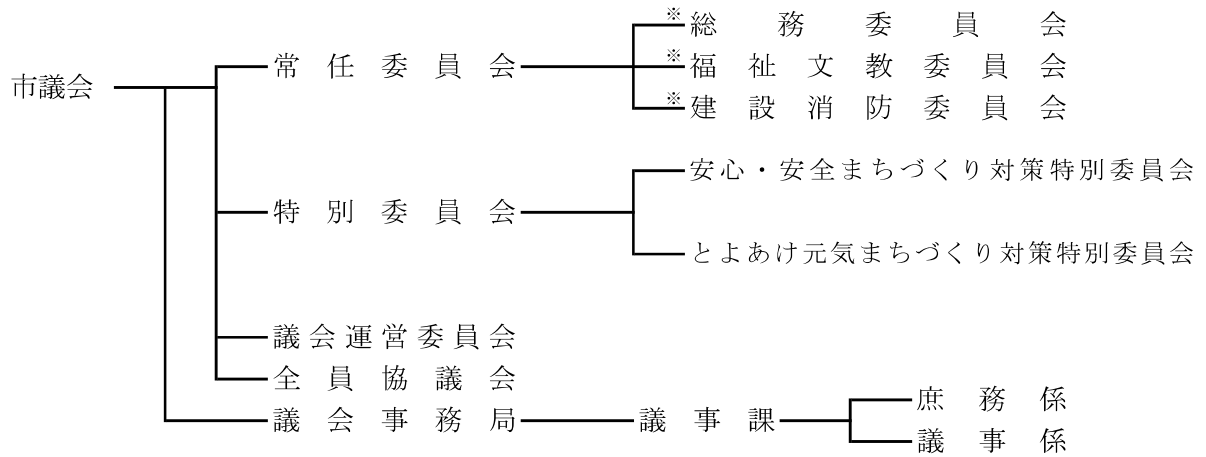 市議会
常任委員会
※総務委員会
※福祉文教委員会
※建設消防委員会
特別委員会
安心・安全まちづくり対策特別委員会
とよあけ元気まちづくり対策特別委員会
議会運営委員会
全員協議会
議会事務局
議事課
庶務係
議事係